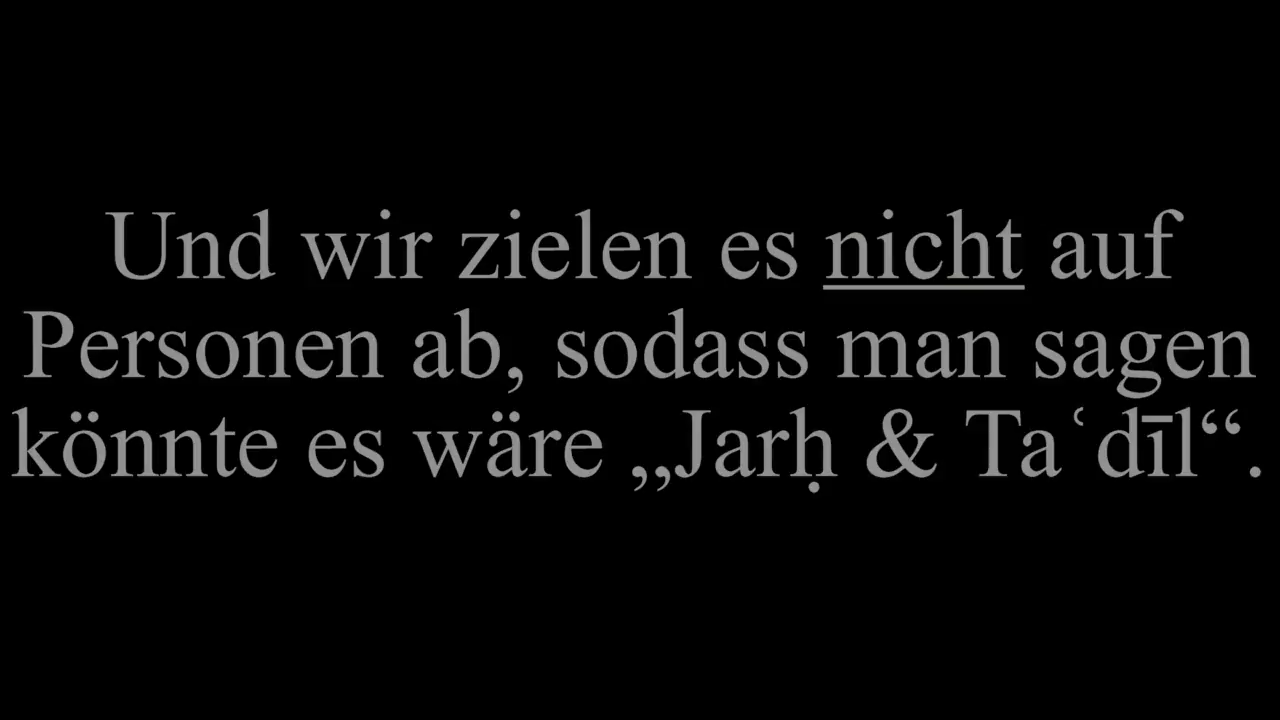 Und wir zielen es nicht auf
Personen ab, sodass man sagen
könnte es wäre „Jarḥ & Taʿdīl“.